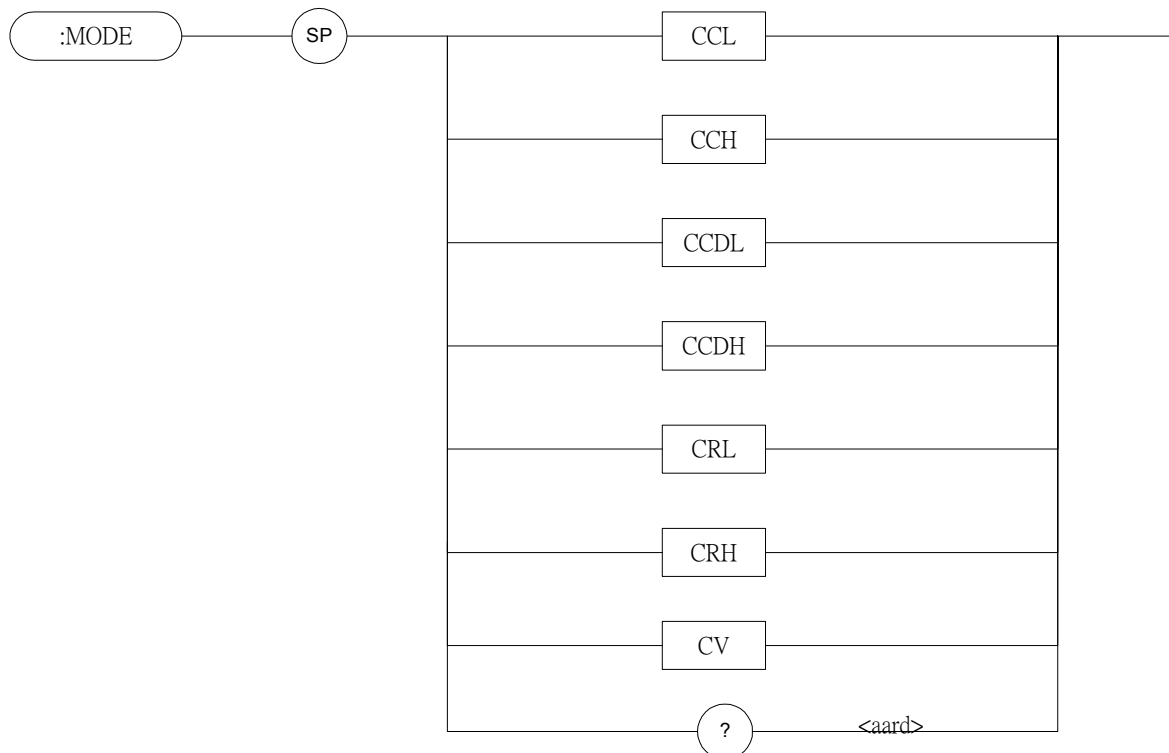 :MODE SP CCL
CCH
CCDL
CCDH
CRL
CRH
CV
? <aard>